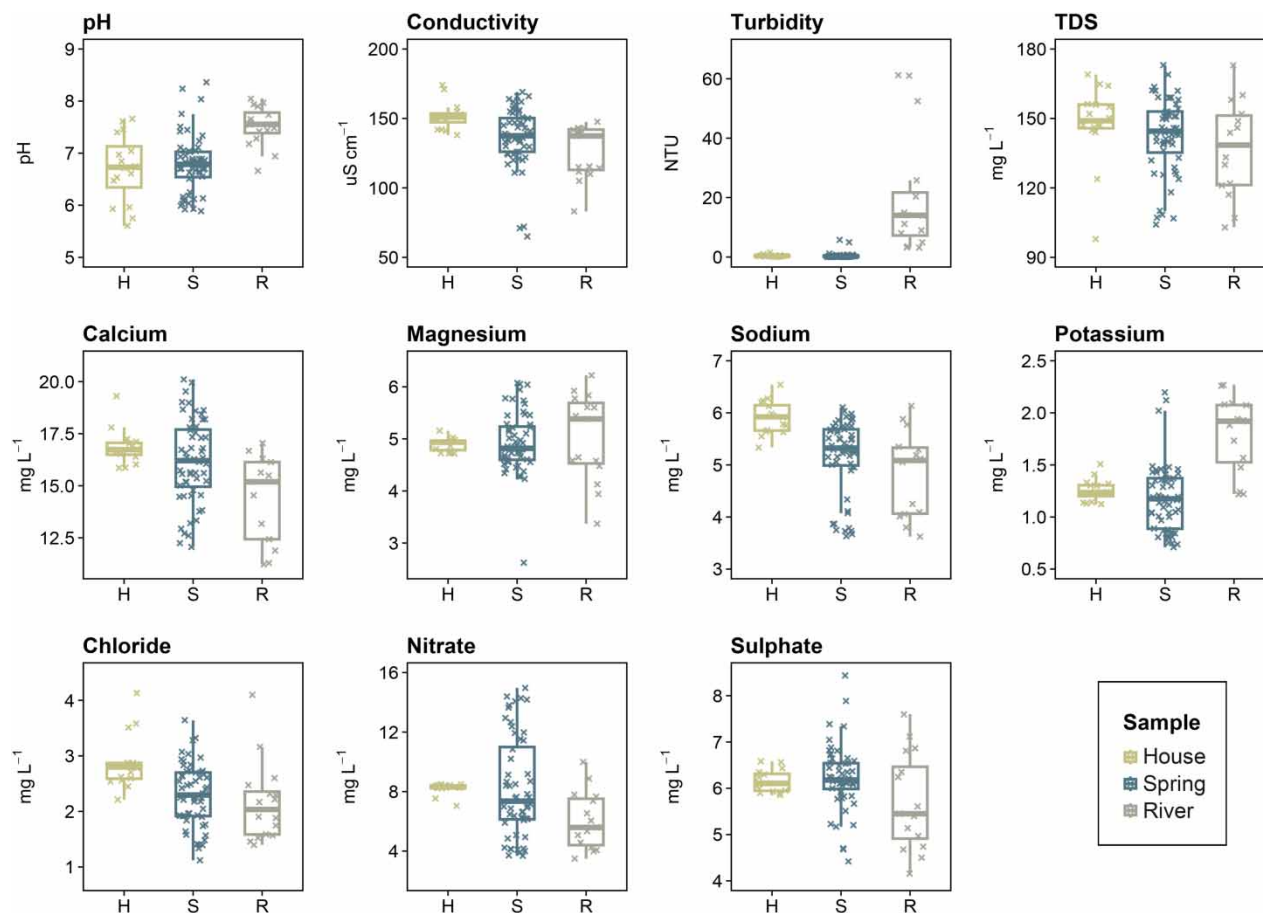 pH
Conductivity
Turbidity
TDS
9
8
7
6
5
pH
H
S
R
200
150
100
50
uS cm⁻¹
H
S
R
60
40
20
0
NTU
H
S
R
180
150
120
90
mg L⁻¹
H
S
R
Calcium
Magnesium
Sodium
Potassium
20.0
17.5
15.0
12.5
mg L⁻¹
H
S
R
6
5
4
3
mg L⁻¹
H
S
R
7
6
5
4
3
mg L⁻¹
H
S
R
2.5
2.0
1.5
1.0
0.5
mg L⁻¹
H
S
R
Chloride
Nitrate
Sulphate
4
3
2
1
mg L⁻¹
H
S
R
16
12
8
4
mg L⁻¹
H
S
R
8
7
6
5
4
mg L⁻¹
H
S
R
Sample
House
Spring
River